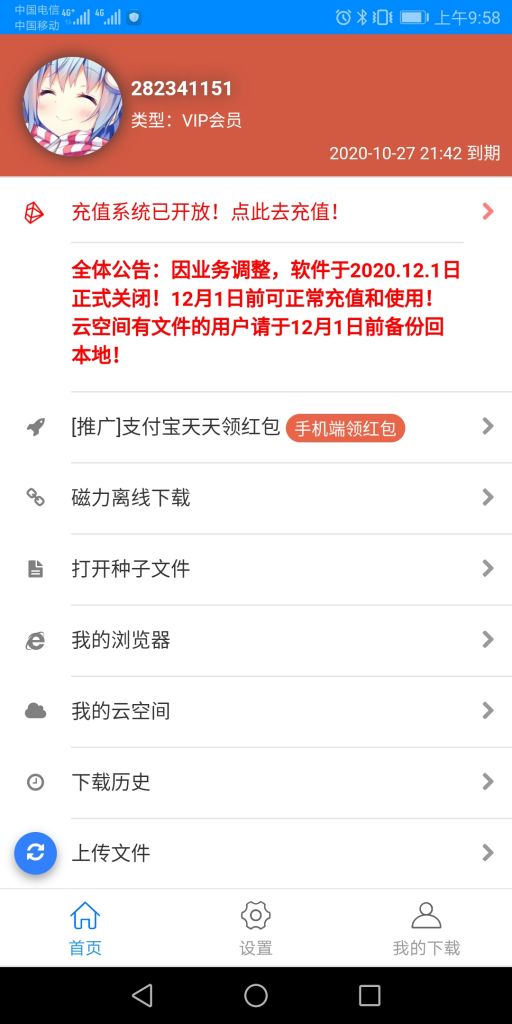 中国电信 4G+ 4G
中国移动
上午9:58
282341151
类型：VIP会员
2020-10-27 21:42 到期
充值系统已开放！点此去充值！
全体公告：因业务调整，软件于2020.12.1日
正式关闭！12月1日前可正常充值和使用！
云空间有文件的用户请于12月1日前备份回
本地！
[推广]支付宝天天领红包 手机端领红包
磁力离线下载
打开种子文件
我的浏览器
我的云空间
下载历史
上传文件
首页
设置
我的下载